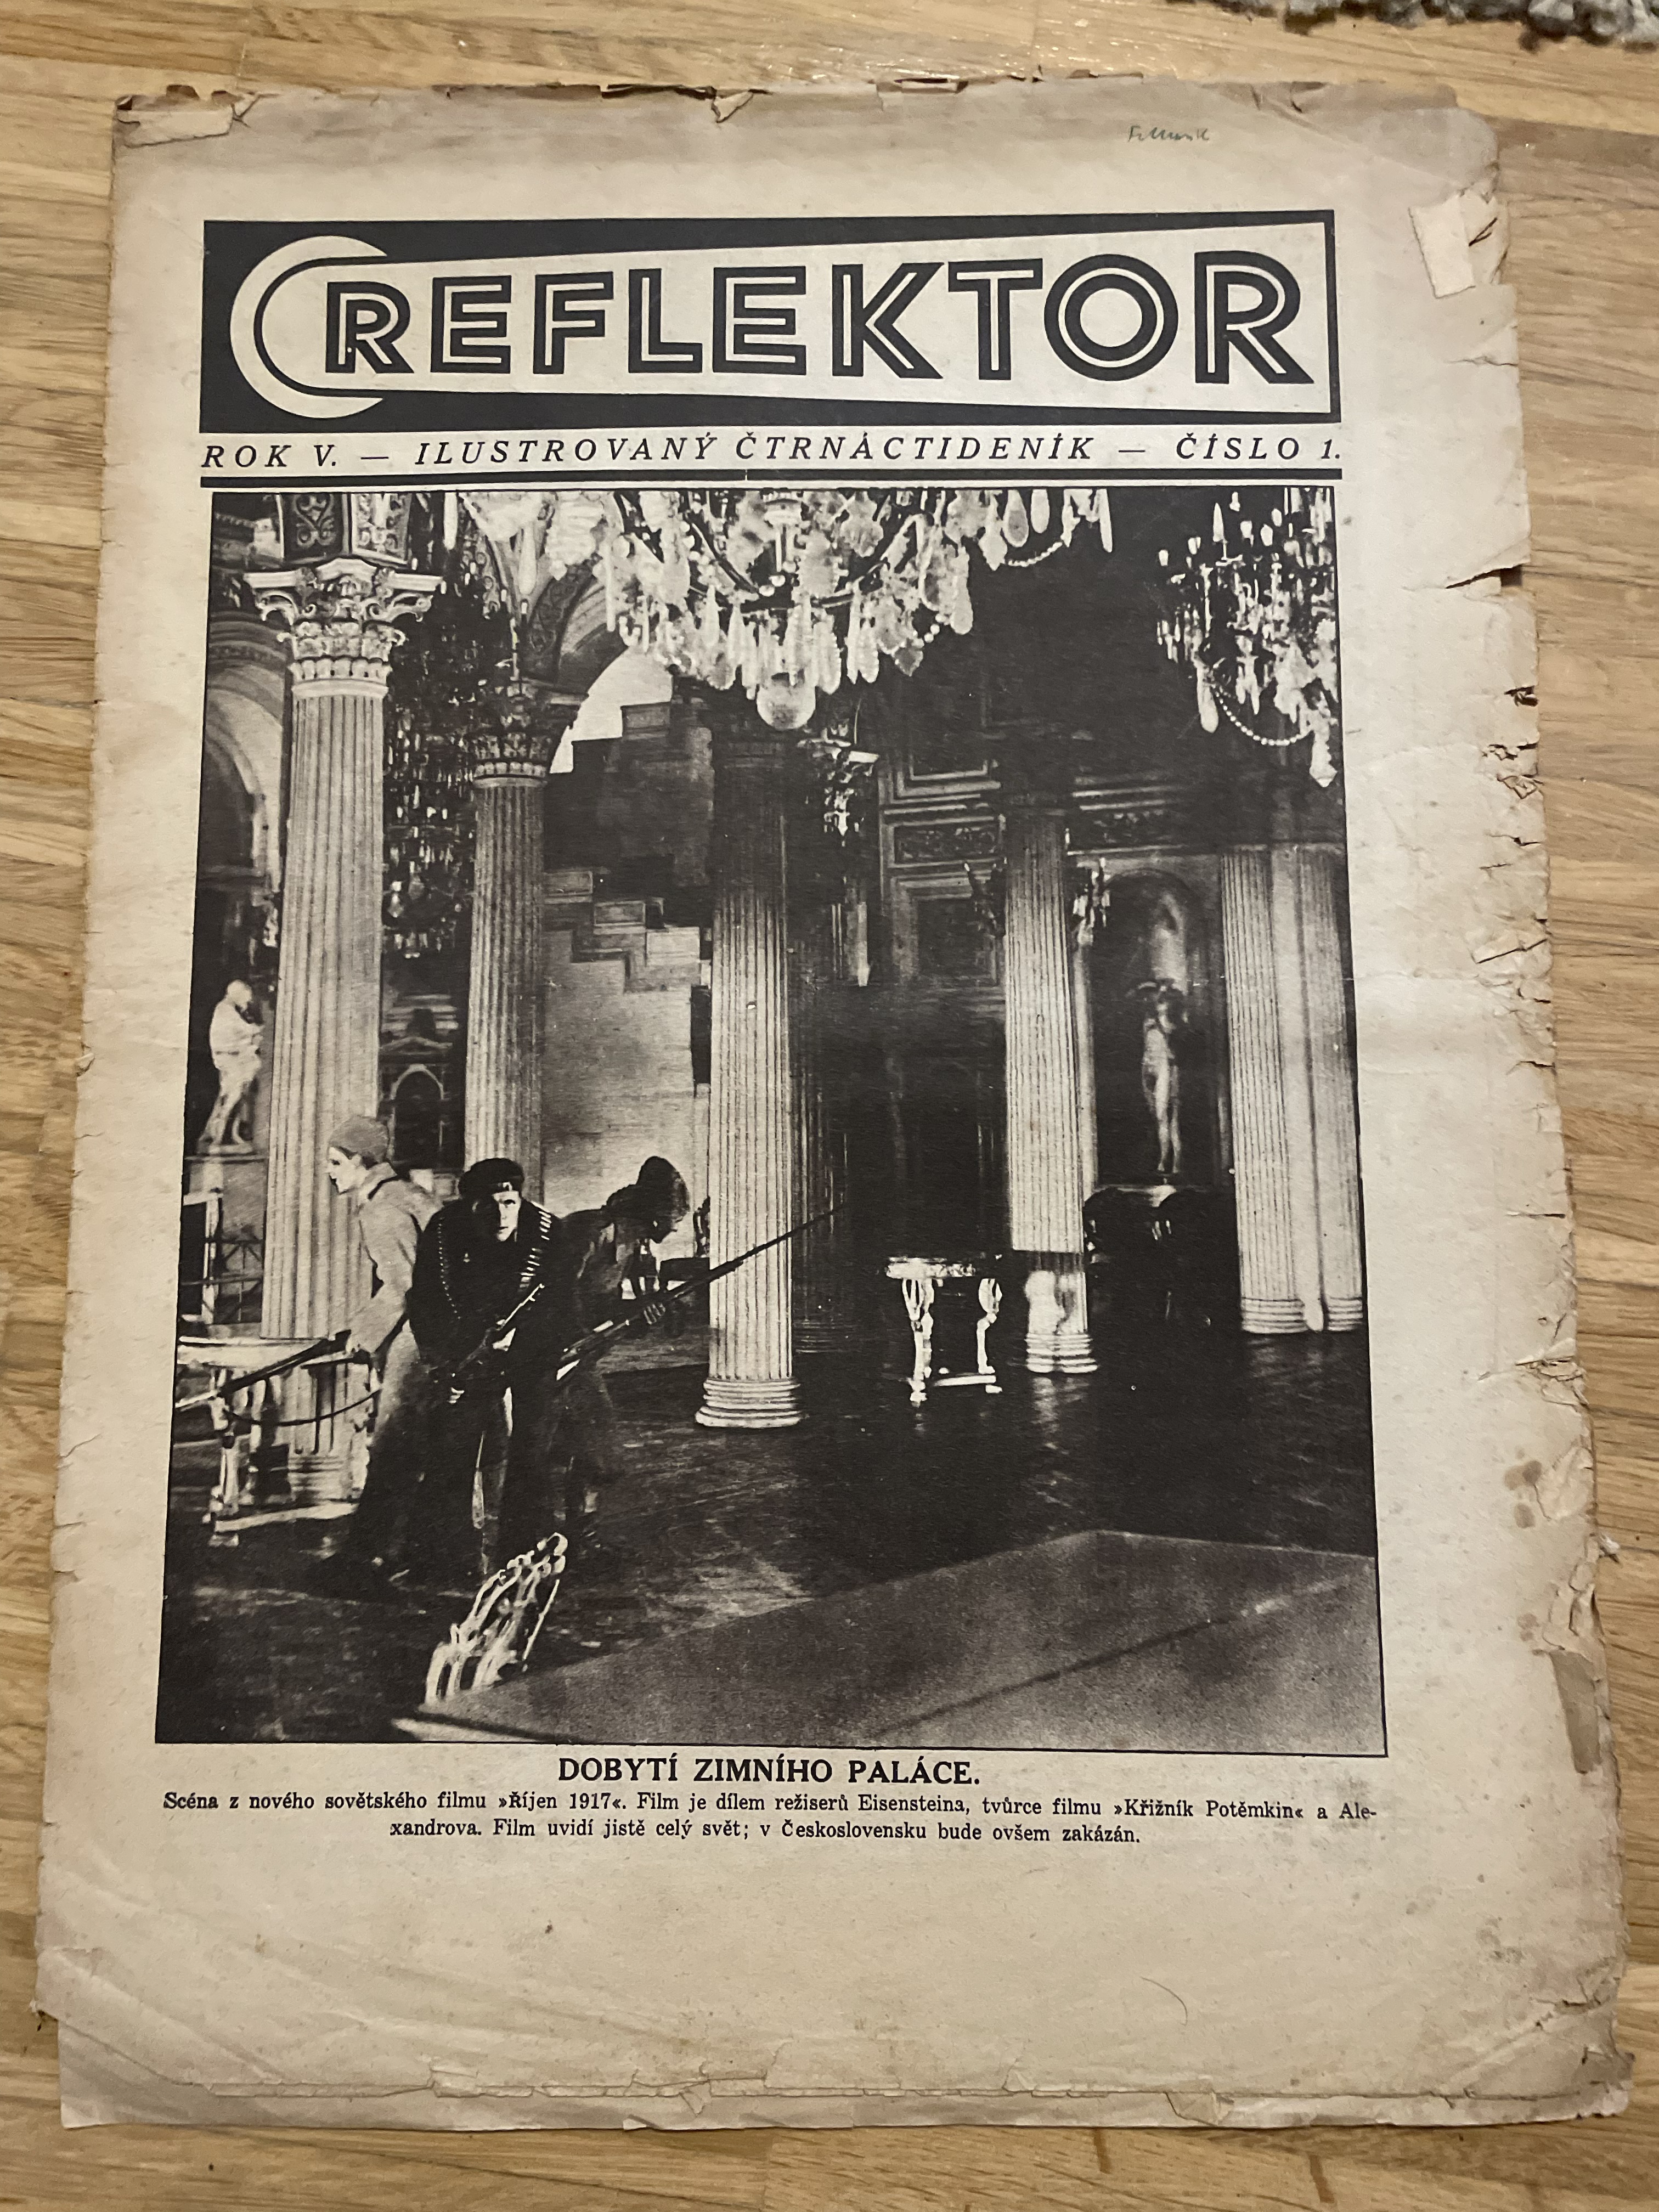 REFLEKTOR
ROK V. — ILUSTROVANÝ ČTRNÁCTIDENÍK — ČÍSLO 1.
DOBYTÍ ZIMNÍHO PALÁCE.
Scéna z nového sovětského filmu »Říjen 1917«. Film je dílem režiserů Eisensteina, tvůrce filmu »Křižník Potěmkin« a Ale-
xandrova. Film uvidí jistě celý svět; v Československu bude ovšem zakázán.